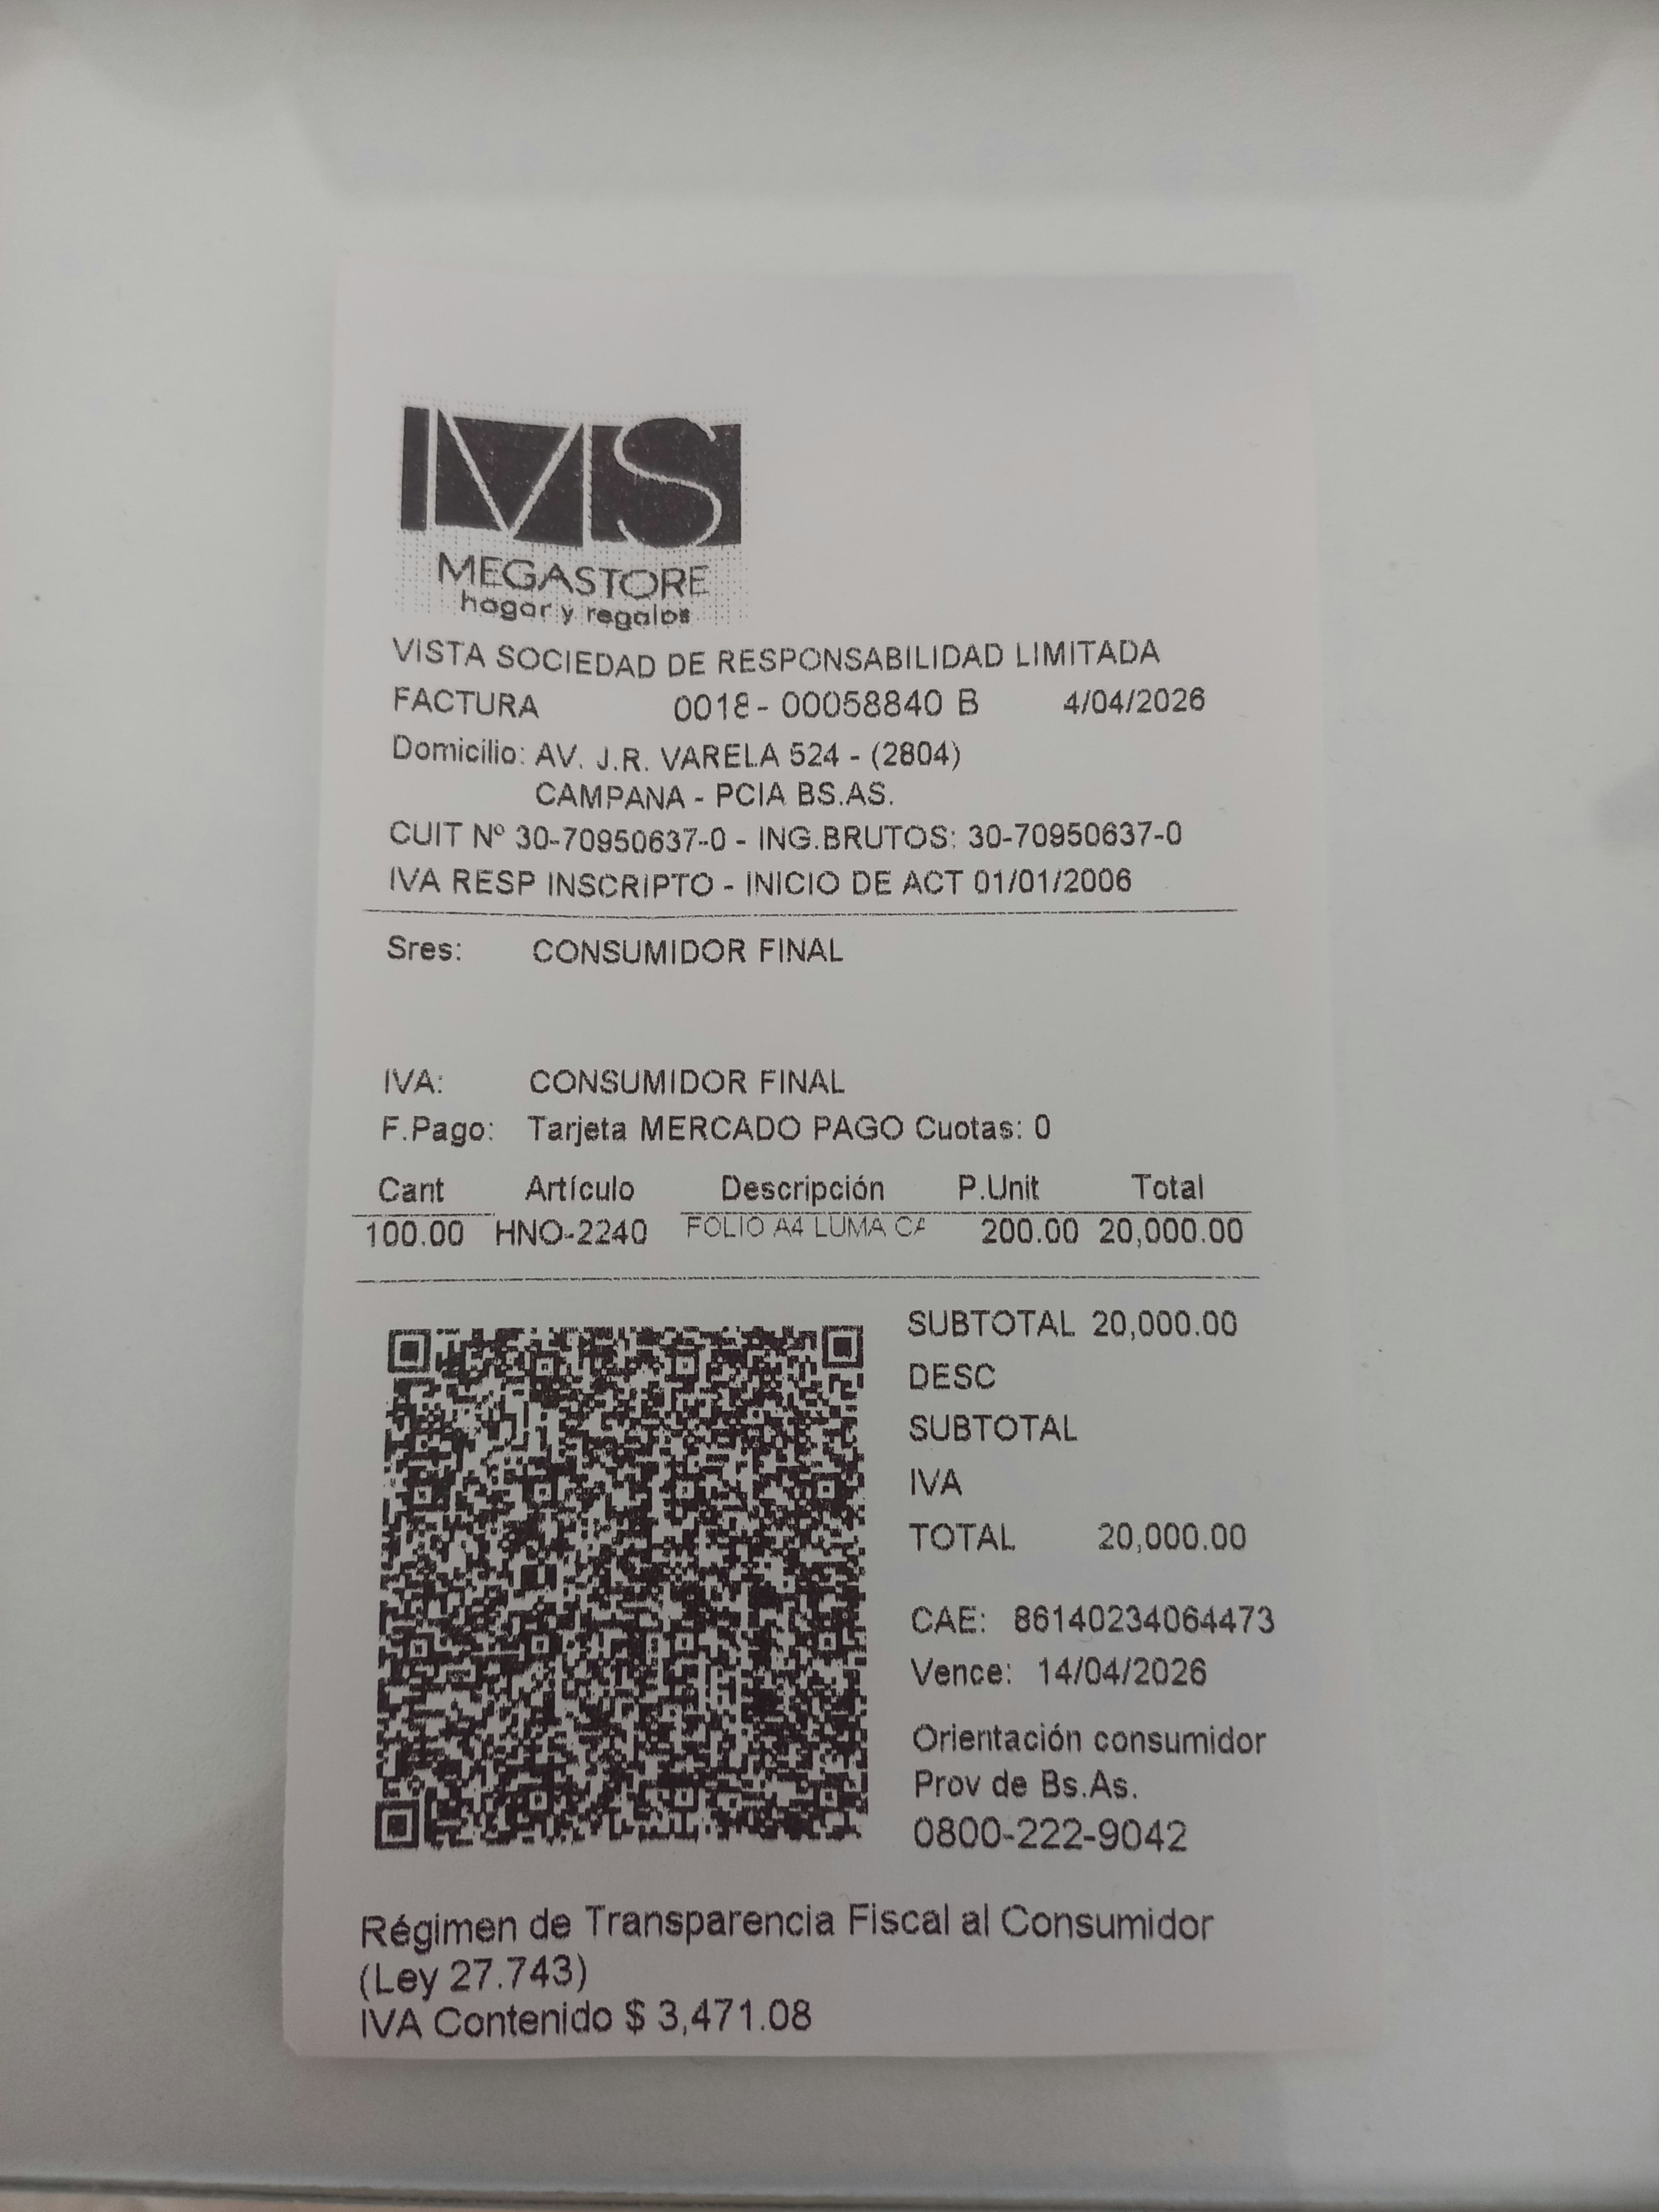 MS
MEGASTORE
hogar y regalos
VISTA SOCIEDAD DE RESPONSABILIDAD LIMITADA
FACTURA 0018- 00058840 B 4/04/2026
Domicilio: AV. J.R. VARELA 524 - (2804)
CAMPANA - PCIA BS.AS.
CUIT Nº 30-70950637-0 - ING.BRUTOS: 30-70950637-0
IVA RESP INSCRIPTO - INICIO DE ACT 01/01/2006
Sres: CONSUMIDOR FINAL
IVA: CONSUMIDOR FINAL
F.Pago: Tarjeta MERCADO PAGO Cuotas: 0
Cant Artículo Descripción P.Unit Total
100.00 HNO-2240 FOLIO A4 LUMA CA 200.00 20,000.00
SUBTOTAL 20,000.00
DESC
SUBTOTAL
IVA
TOTAL 20,000.00
CAE: 86140234064473
Vence: 14/04/2026
Orientación consumidor
Prov de Bs.As.
0800-222-9042
Régimen de Transparencia Fiscal al Consumidor
(Ley 27.743)
IVA Contenido $ 3,471.08